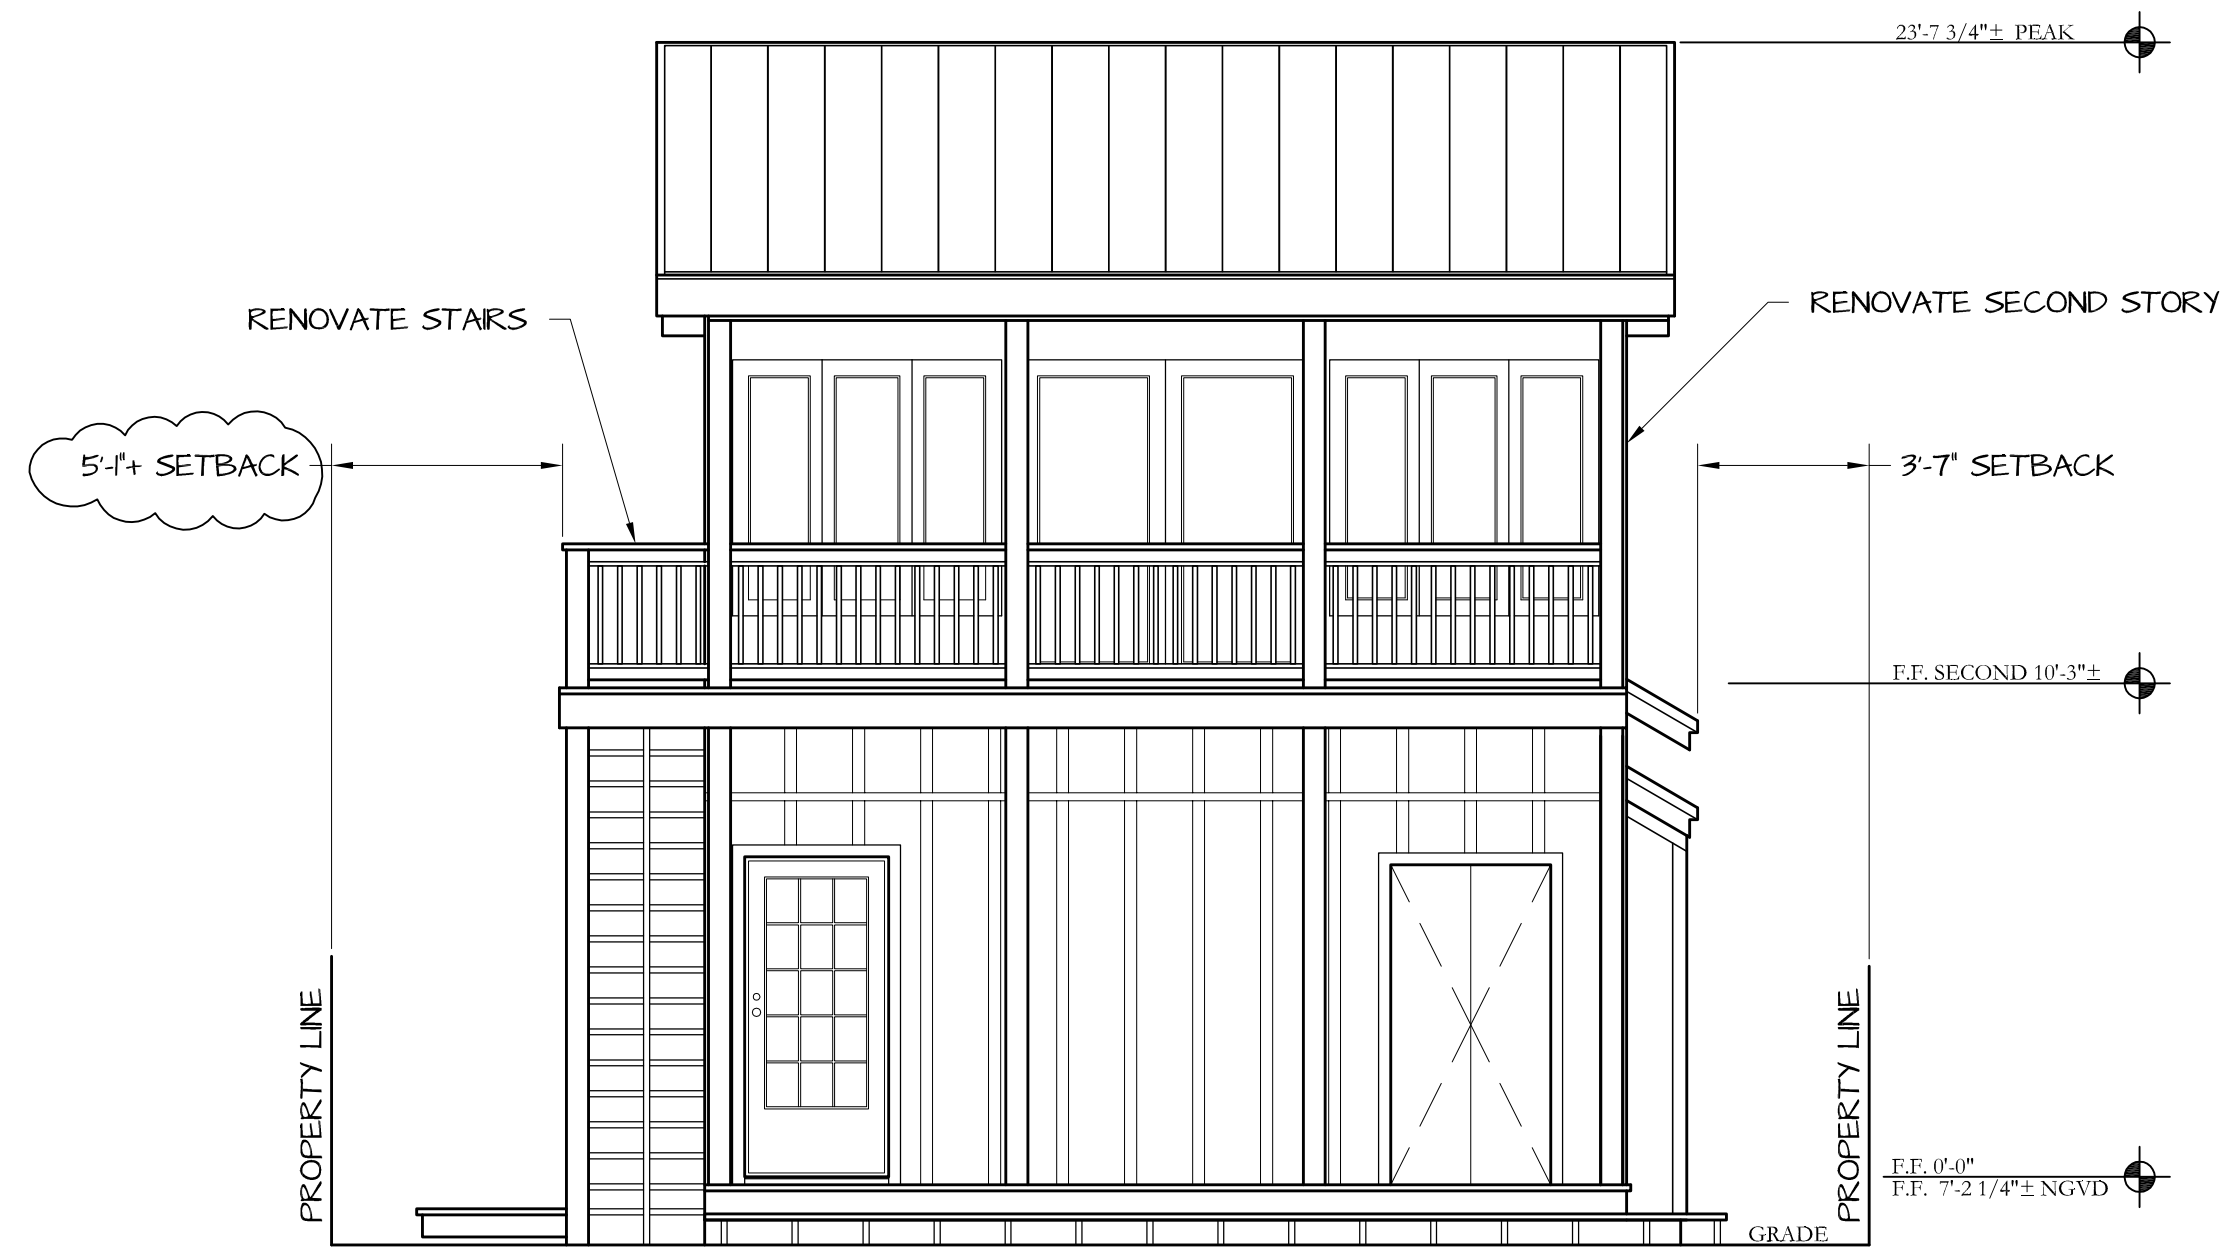 23'-7 3/4"± PEAK
RENOVATE STAIRS
RENOVATE SECOND STORY
5'-1"+ SETBACK
3'-7" SETBACK
F.F. SECOND 10'-3"±
PROPERTY LINE
PROPERTY LINE
F.F. 0'-0"
F.F. 7'-2 1/4"± NGVD
GRADE